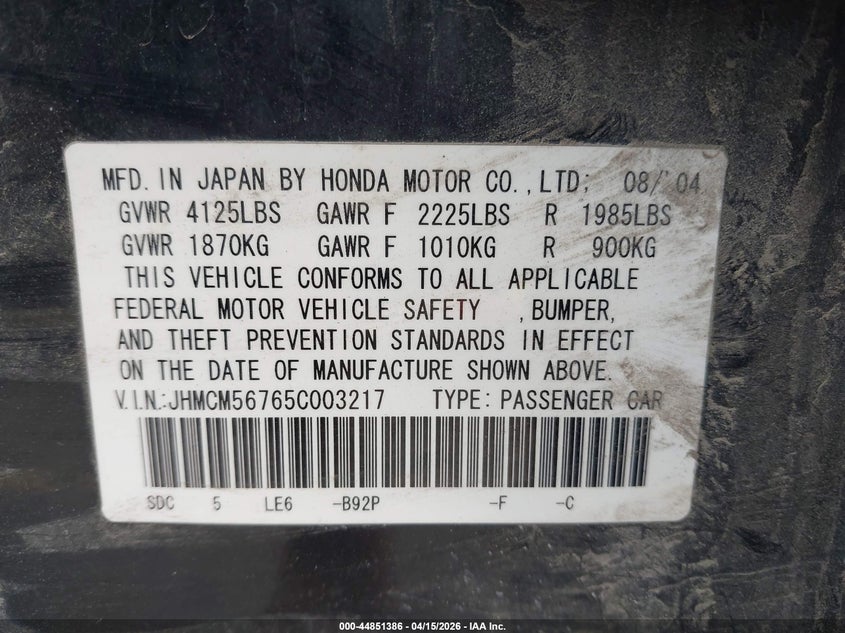 MFD. IN JAPAN BY HONDA MOTOR CO., LTD; 08/ 04
GVWR 4125LBS GAWR F 2225LBS R 1985LBS
GVWR 1870KG GAWR F 1010KG R 900KG
THIS VEHICLE CONFORMS TO ALL APPLICABLE
FEDERAL MOTOR VEHICLE SAFETY , BUMPER,
AND THEFT PREVENTION STANDARDS IN EFFECT
ON THE DATE OF MANUFACTURE SHOWN ABOVE.
V.I.N.: JHMCM56765C003217 TYPE: PASSENGER CAR
SDC 5 LE6 -B92P -F -C
000-44851386 - 04/15/2026 - IAA Inc.